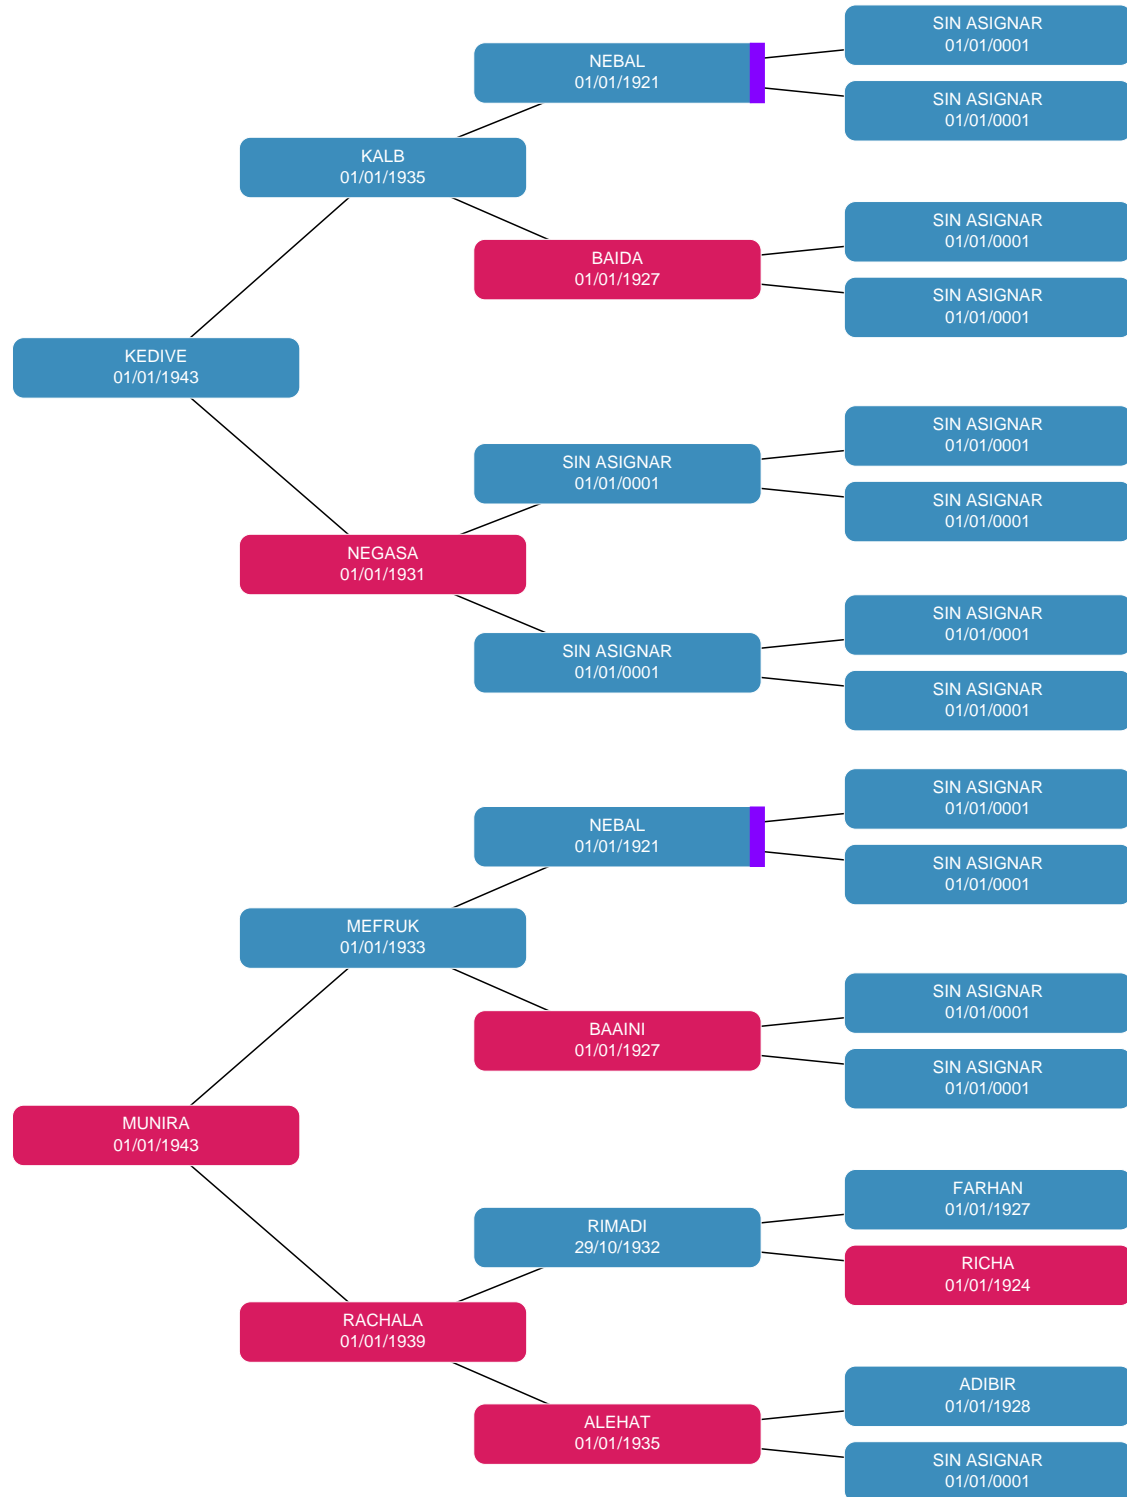 SIN ASIGNAR
01/01/0001
NEBAL
01/01/1921
SIN ASIGNAR
01/01/0001
KALB
01/01/1935
SIN ASIGNAR
01/01/0001
BAIDA
01/01/1927
SIN ASIGNAR
01/01/0001
KEDIVE
01/01/1943
SIN ASIGNAR
01/01/0001
SIN ASIGNAR
01/01/0001
SIN ASIGNAR
01/01/0001
NEGASA
01/01/1931
SIN ASIGNAR
01/01/0001
SIN ASIGNAR
01/01/0001
SIN ASIGNAR
01/01/0001
SIN ASIGNAR
01/01/0001
NEBAL
01/01/1921
SIN ASIGNAR
01/01/0001
MEFRUK
01/01/1933
SIN ASIGNAR
01/01/0001
BAAINI
01/01/1927
SIN ASIGNAR
01/01/0001
MUNIRA
01/01/1943
FARHAN
01/01/1927
RIMADI
29/10/1932
RICHA
01/01/1924
RACHALA
01/01/1939
ADIBIR
01/01/1928
ALEHAT
01/01/1935
SIN ASIGNAR
01/01/0001